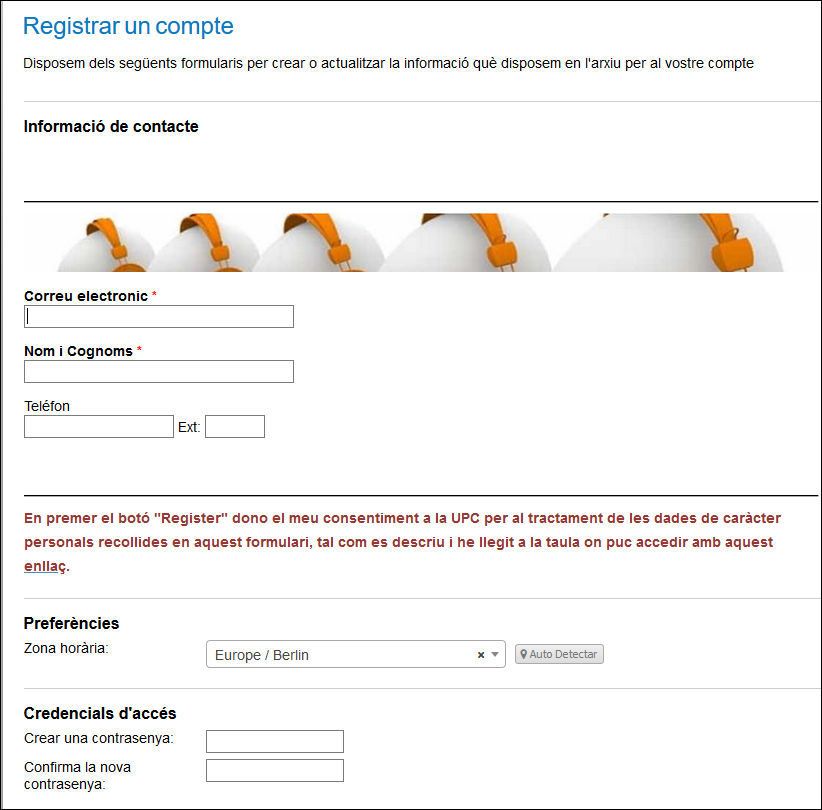 Registrar un compte
Disposem dels següents formularis per crear o actualitzar la informació què disposem en l'arxiu per al vostre compte
Informació de contacte
Correu electronic *
Nom i Cognoms *
Teléfon
Ext:
En premer el botó "Register" dono el meu consentiment a la UPC per al tractament de les dades de caràcter
personals recollides en aquest formulari, tal com es descriu i he llegit a la taula on puc accedir amb aquest
enllaç.
Preferències
Zona horària:
Europe / Berlin
Auto Detectar
Credencials d'accés
Crear una contrasenya:
Confirma la nova
contrasenya: